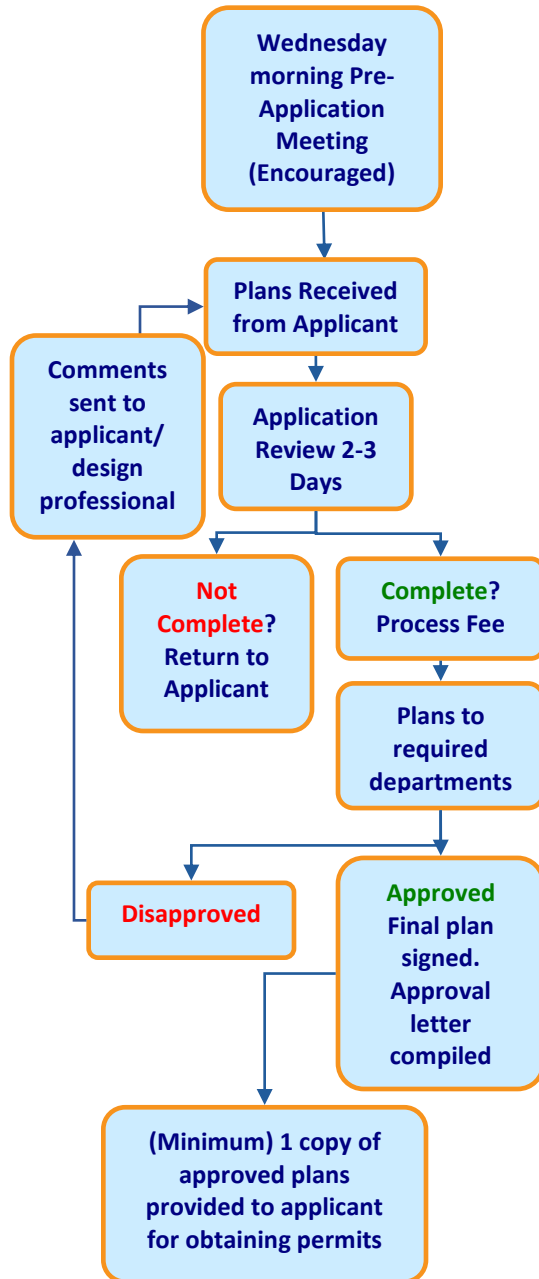 Wednesday
morning Pre-
Application
Meeting
(Encouraged)
Plans Received
from Applicant
Comments
sent to
applicant/
design
professional
Application
Review 2-3
Days
Not
Complete?
Return to
Applicant
Complete?
Process Fee
Plans to
required
departments
Disapproved
Approved
Final plan
signed.
Approval
letter
compiled
(Minimum) 1 copy of
approved plans
provided to applicant
for obtaining permits